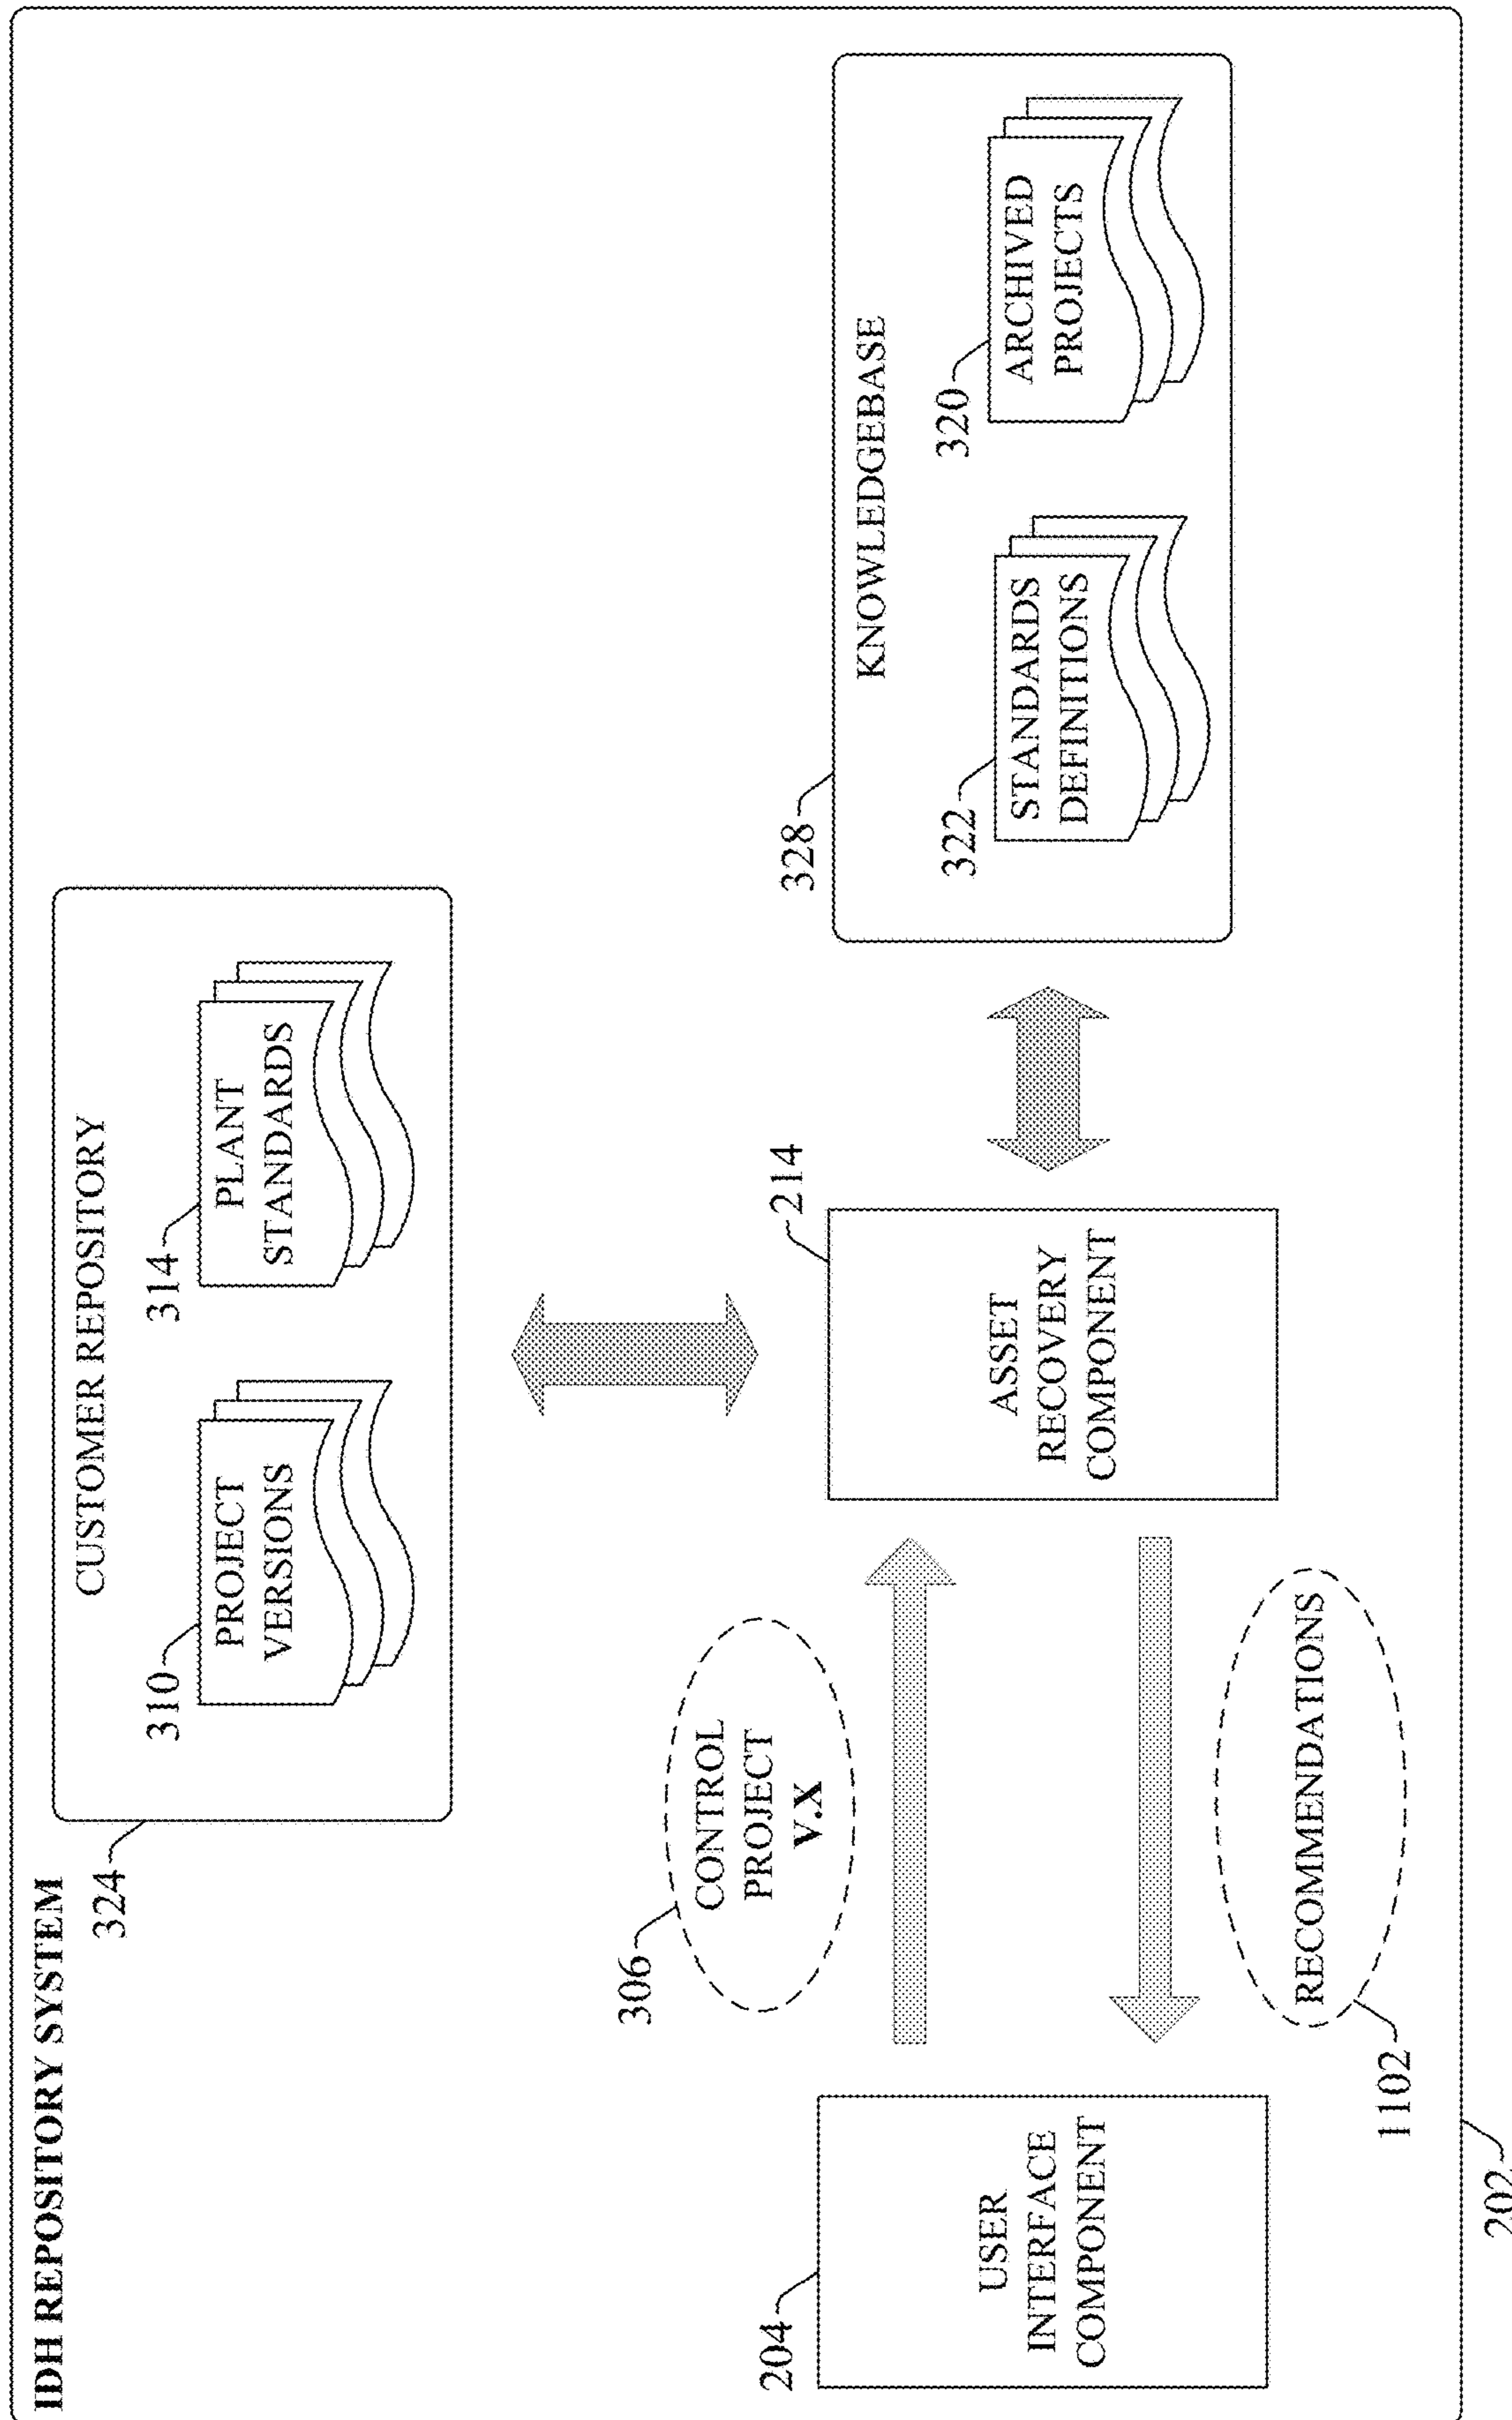 IDH REPOSITORY SYSTEM
324
CUSTOMER REPOSITORY
310
PROJECT
VERSIONS
314
PLANT
STANDARDS
306
CONTROL
PROJECT
V.X
204
USER
INTERFACE
COMPONENT
214
ASSET
RECOVERY
COMPONENT
1102
RECOMMENDATIONS
328
KNOWLEDGEBASE
322
STANDARDS
DEFINITIONS
320
ARCHIVED
PROJECTS
202